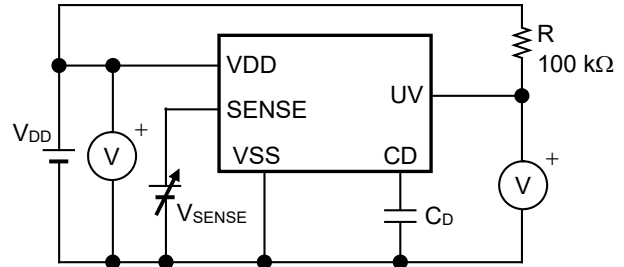 R
100 kΩ
VDD
SENSE
UV
VSS
CD
VDD
+
V
VSENSE
CD
+
V